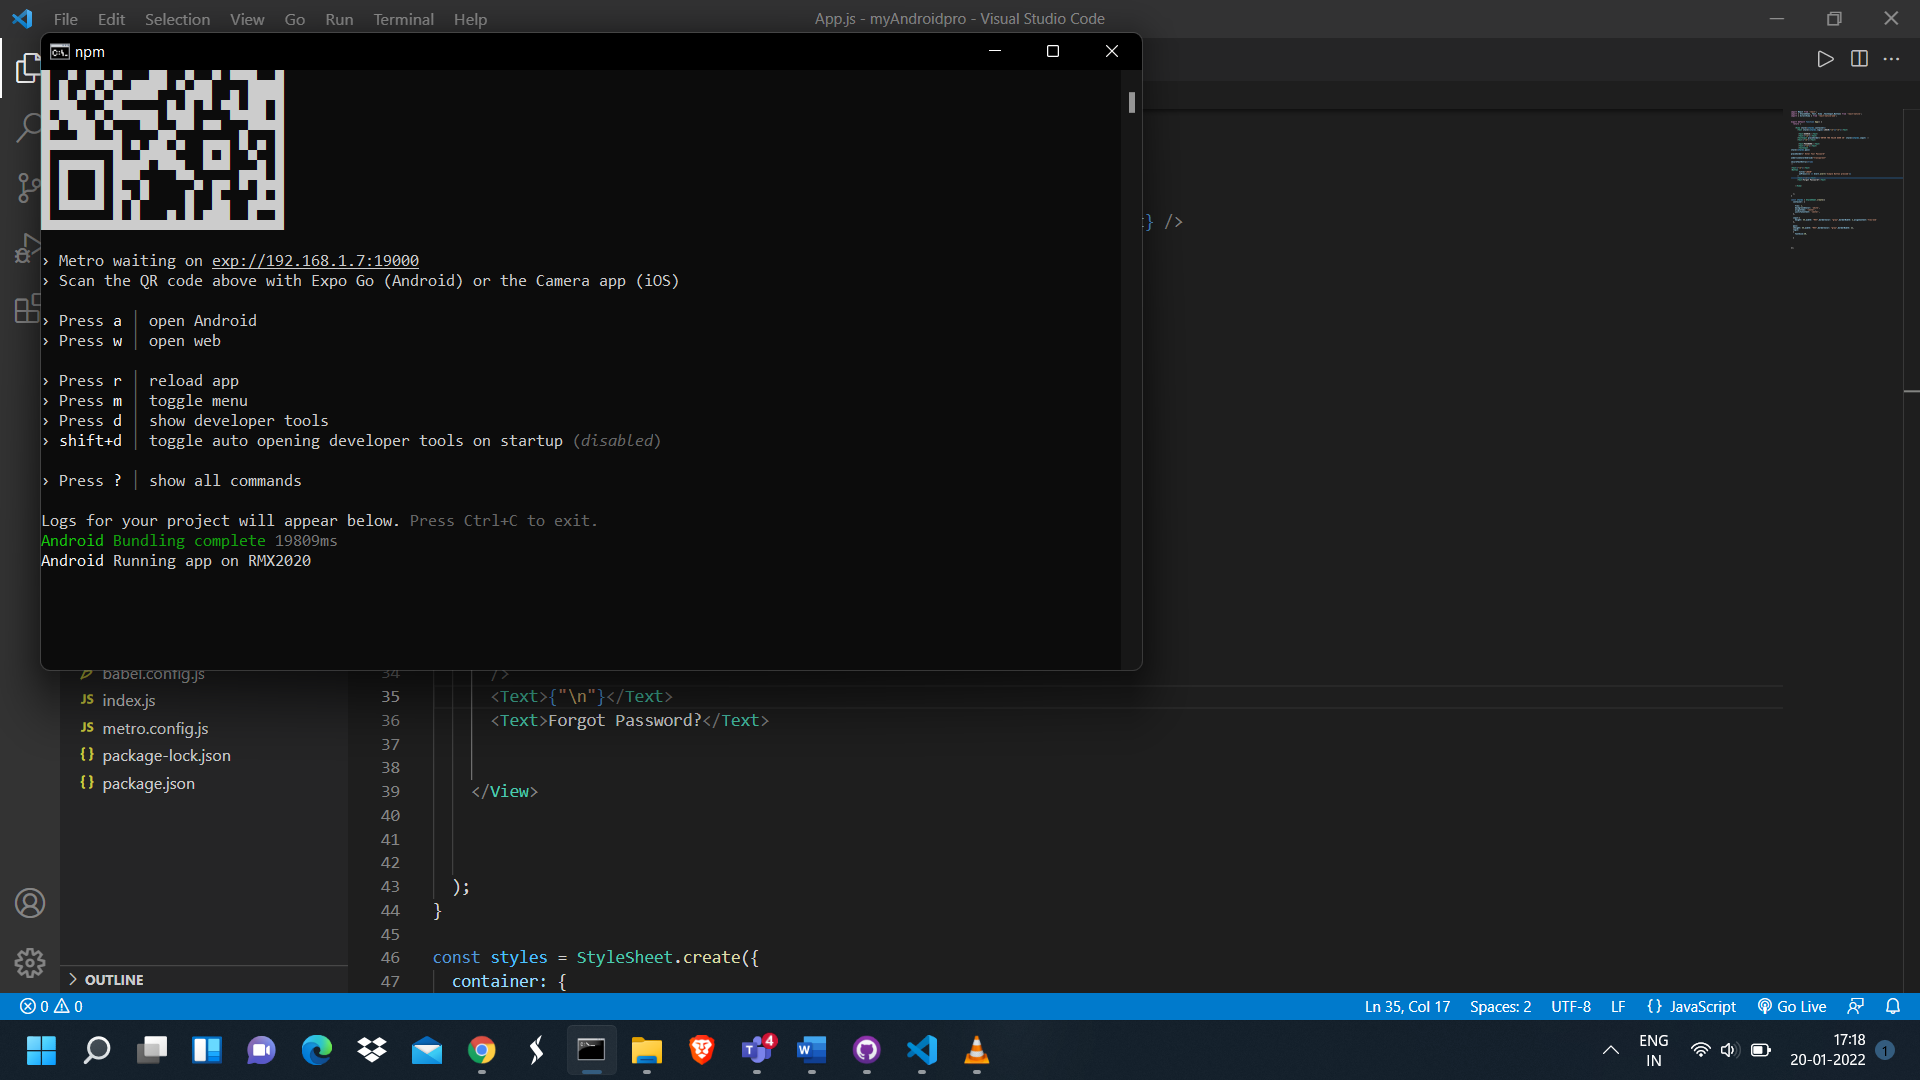 File Edit Selection View Go Run Terminal Help
App.js - myAndroidpro - Visual Studio Code
npm
› Metro waiting on exp://192.168.1.7:19000
› Scan the QR code above with Expo Go (Android) or the Camera app (iOS)
› Press a │ open Android
› Press w │ open web
› Press r │ reload app
› Press m │ toggle menu
› Press d │ show developer tools
› shift+d │ toggle auto opening developer tools on startup (disabled)
› Press ? │ show all commands
Logs for your project will appear below. Press Ctrl+C to exit.
Android Bundling complete 19809ms
Android Running app on RMX2020
} />
babel.config.js
JS index.js
JS metro.config.js
{} package-lock.json
{} package.json
OUTLINE
34 />
35 <Text>{"\n"}</Text>
36 <Text>Forgot Password?</Text>
37
38
39 </View>
40
41
42
43 );
44 }
45
46 const styles = StyleSheet.create({
47 container: {
0 0
Ln 35, Col 17 Spaces: 2 UTF-8 LF {} JavaScript Go Live
4
ENG
IN
17:18
20-01-2022
1